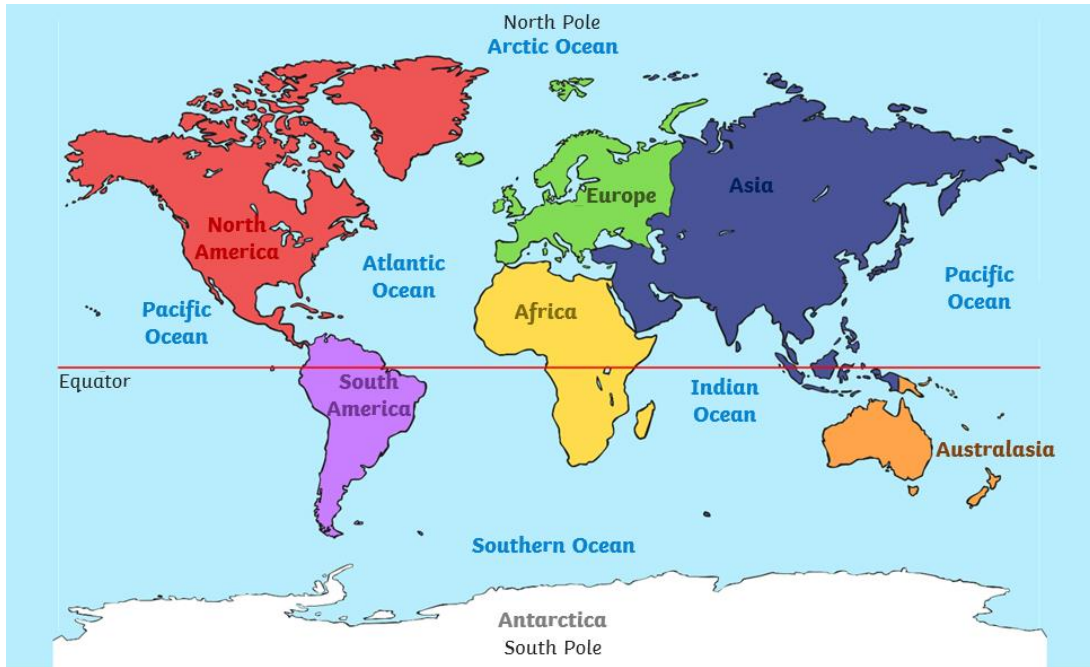 North Pole
Arctic Ocean
Europe
Asia
North
America
Atlantic
Ocean
Pacific
Ocean
Pacific
Ocean
Africa
Equator
South
America
Indian
Ocean
Australasia
Southern Ocean
Antarctica
South Pole